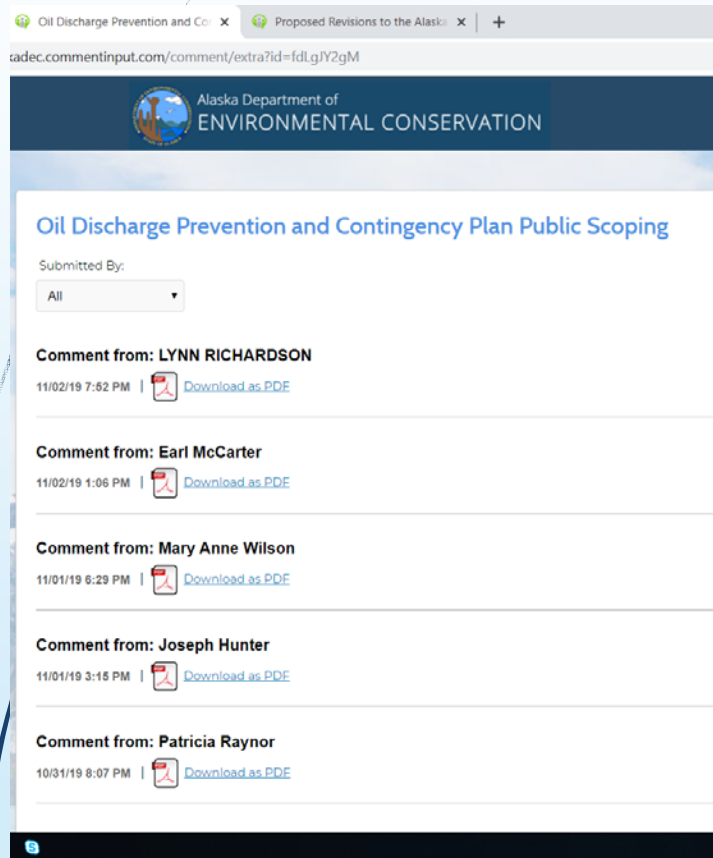 Oil Discharge Prevention and Co
Proposed Revisions to the Alaska
adec.commentinput.com/comment/extra?id=fdLgJY2gM
Alaska Department of
ENVIRONMENTAL CONSERVATION
Oil Discharge Prevention and Contingency Plan Public Scoping
Submitted By:
All
Comment from: LYNN RICHARDSON
11/02/19 7:52 PM | Download as PDF
Comment from: Earl McCarter
11/02/19 1:06 PM | Download as PDF
Comment from: Mary Anne Wilson
11/01/19 6:29 PM | Download as PDF
Comment from: Joseph Hunter
11/01/19 3:15 PM | Download as PDF
Comment from: Patricia Raynor
10/31/19 8:07 PM | Download as PDF